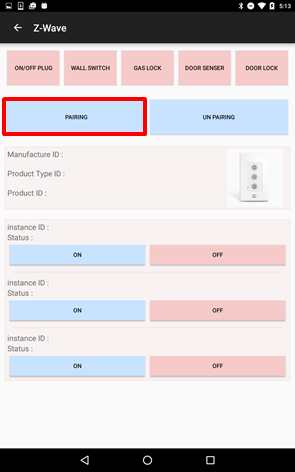 5:13
Z-Wave
ON/OFF PLUG WALL SWITCH GAS LOCK DOOR SENSER DOOR LOCK
PAIRING UN PAIRING
Manufacture ID :
Product Type ID :
Product ID :
instance ID :
Status :
ON OFF
instance ID :
Status :
ON OFF
instance ID :
Status :
ON OFF